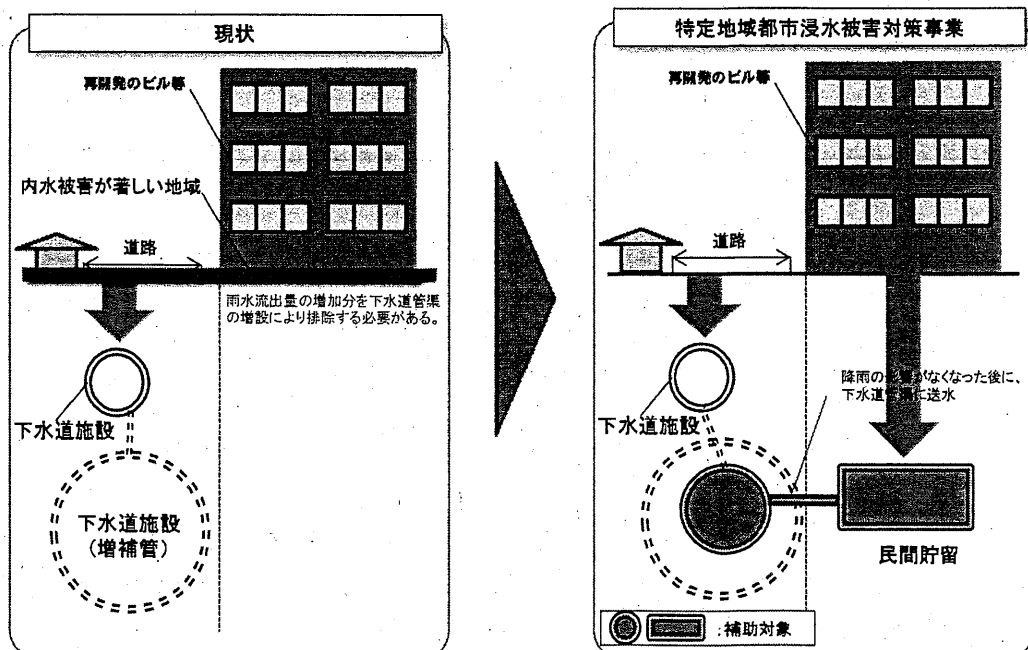 現状
再開発のビル等
内水被害が著しい地域
道路
雨水流出量の増加分を下水道管渠
の増設により排除する必要がある。
下水道施設
下水道施設
(増補管)
特定地域都市浸水被害対策事業
再開発のビル等
道路
降雨の影響がなくなった後に、
下水道管渠に送水
下水道施設
民間貯留
:補助対象